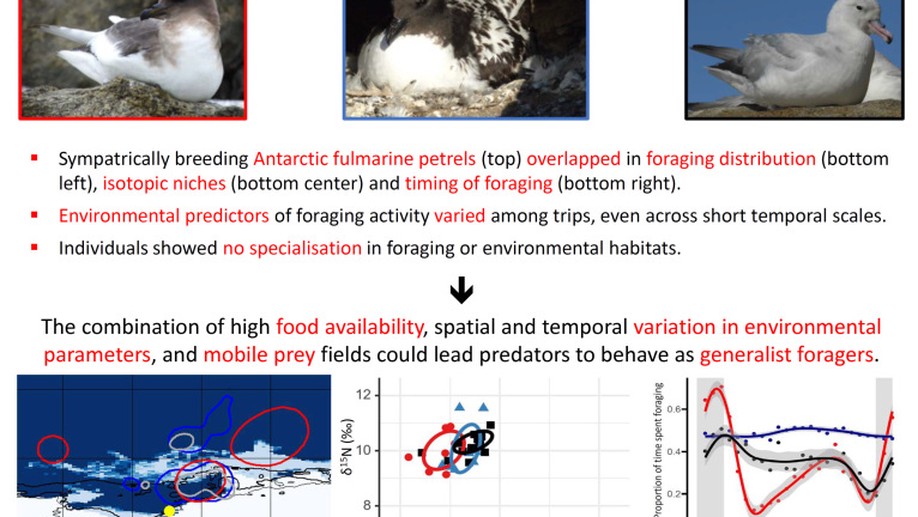 ▪ Sympatrically breeding Antarctic fulmarine petrels (top) overlapped in foraging distribution (bottom
left), isotopic niches (bottom center) and timing of foraging (bottom right).
▪ Environmental predictors of foraging activity varied among trips, even across short temporal scales.
▪ Individuals showed no specialisation in foraging or environmental habitats.
The combination of high food availability, spatial and temporal variation in environmental
parameters, and mobile prey fields could lead predators to behave as generalist foragers.
δ¹⁵N (‰)
12
10
8
Proportion of time spent foraging
0.6
0.4
0.2